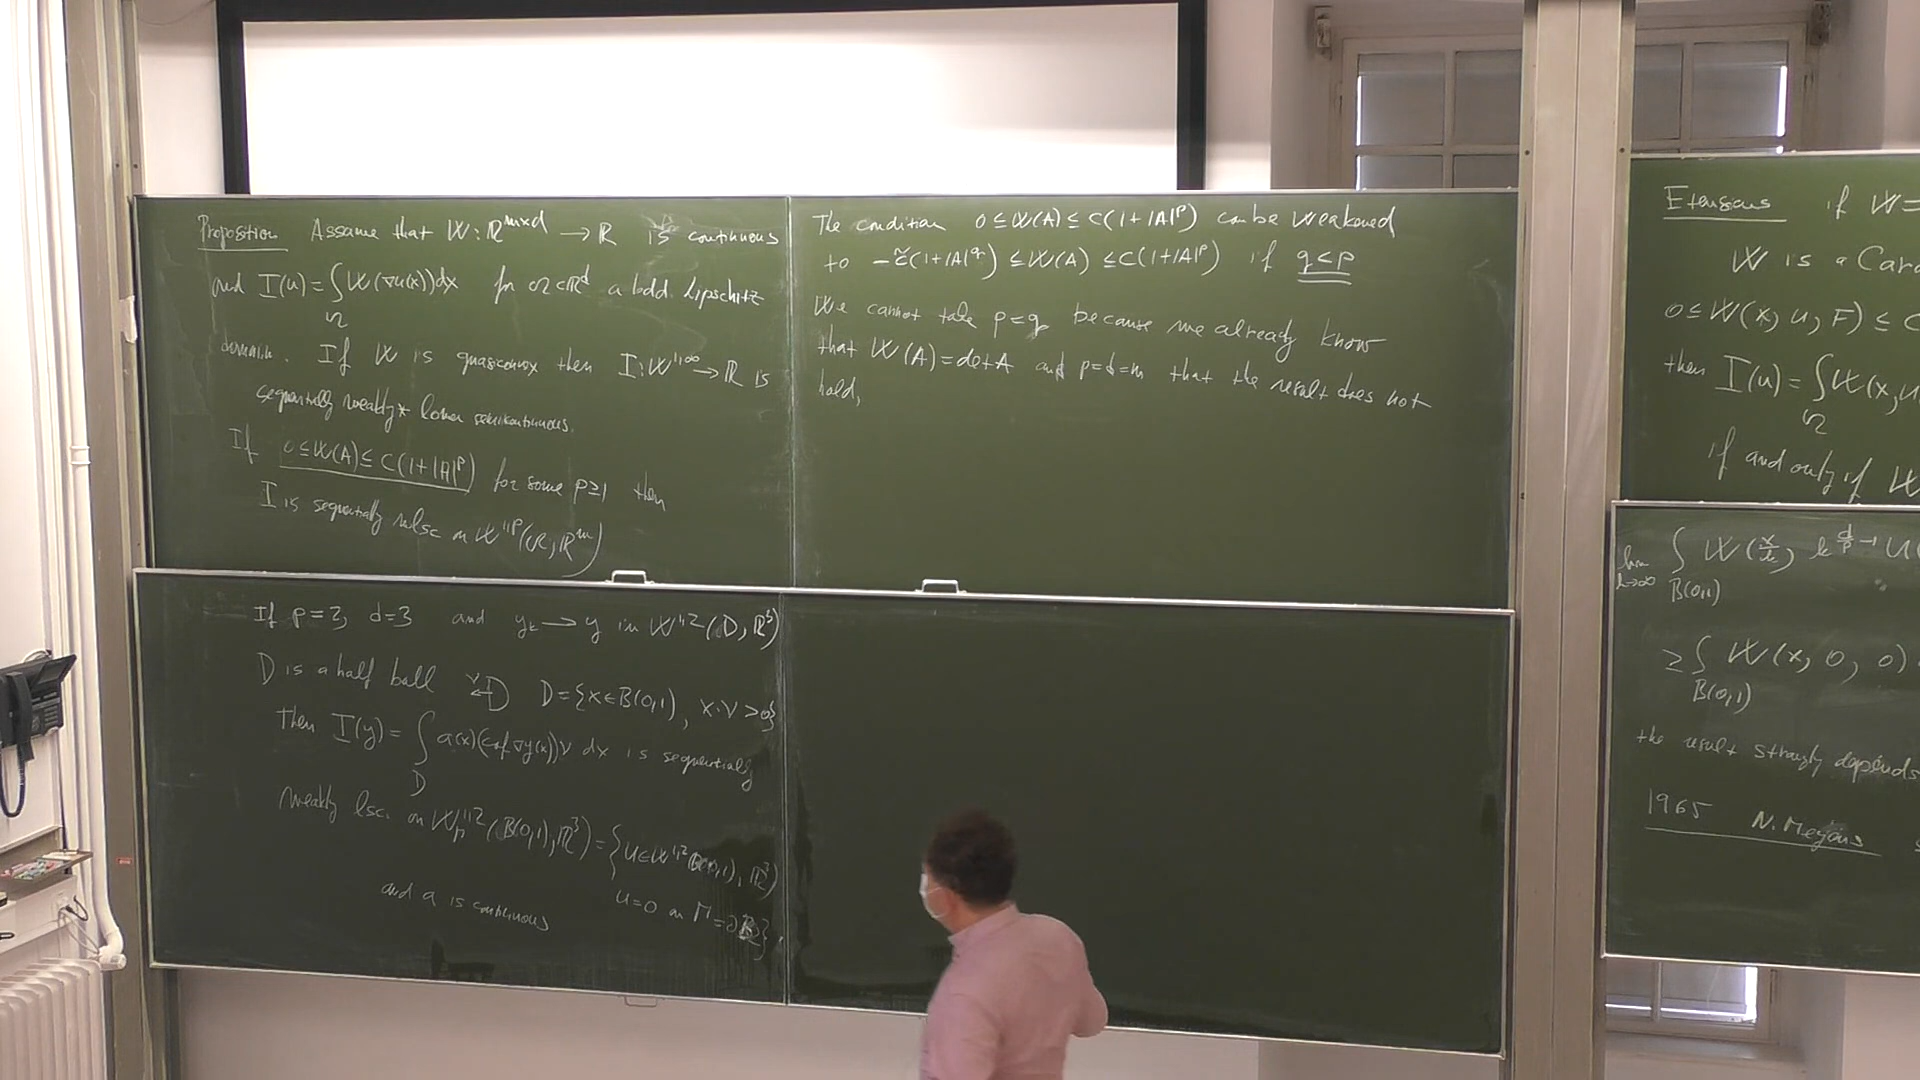 Proposition Assume that W: ℝ^{m×d} → ℝ is continuous
and I(u) = ∫_Ω W(∇u(x))dx for Ω⊂ℝ^d a bdd Lipschitz
domain. If W is quasiconvex then I: W^{1,∞} → ℝ is
sequentially weakly* lower semicontinuous.
If 0 ≤ W(A) ≤ C(1+|A|^p) for some p≥1 then
I is sequentially wlsc on W^{1,p}(Ω, ℝ^m)
The condition 0 ≤ W(A) ≤ C(1+|A|^p) can be weakened
to -C̃(1+|A|^q) ≤ W(A) ≤ C(1+|A|^p) if q<p
We cannot take p=q because we already know
that W(A)=det A and p=d=m that the result does not
hold,
If p=2, d=3 and y_k → y in W^{1,2}(D, ℝ^3)
D is a half ball ν D D={x∈B(0,1), x·ν>0}
then I(y) = ∫_D a(x)(cof ∇y(x))ν dx is sequentially
weakly lsc. on W_Γ^{1,2}(B(0,1),ℝ^3) = {u∈W^{1,2}(B(0,1), ℝ^3)
u=0 on Γ=∂B},
and a is continuous
Etensions if W=
W is a Cara
0 ≤ W(x, u, F) ≤ C
then I(u) = ∫_Ω W(x, u
if and only if W
lim_{k→∞} ∫_{B(0,1)} W(x/k, k^{d/p -1} u(
≥ ∫_{B(0,1)} W(x, 0, 0)
the result strongly depends
1965 N. Meyers